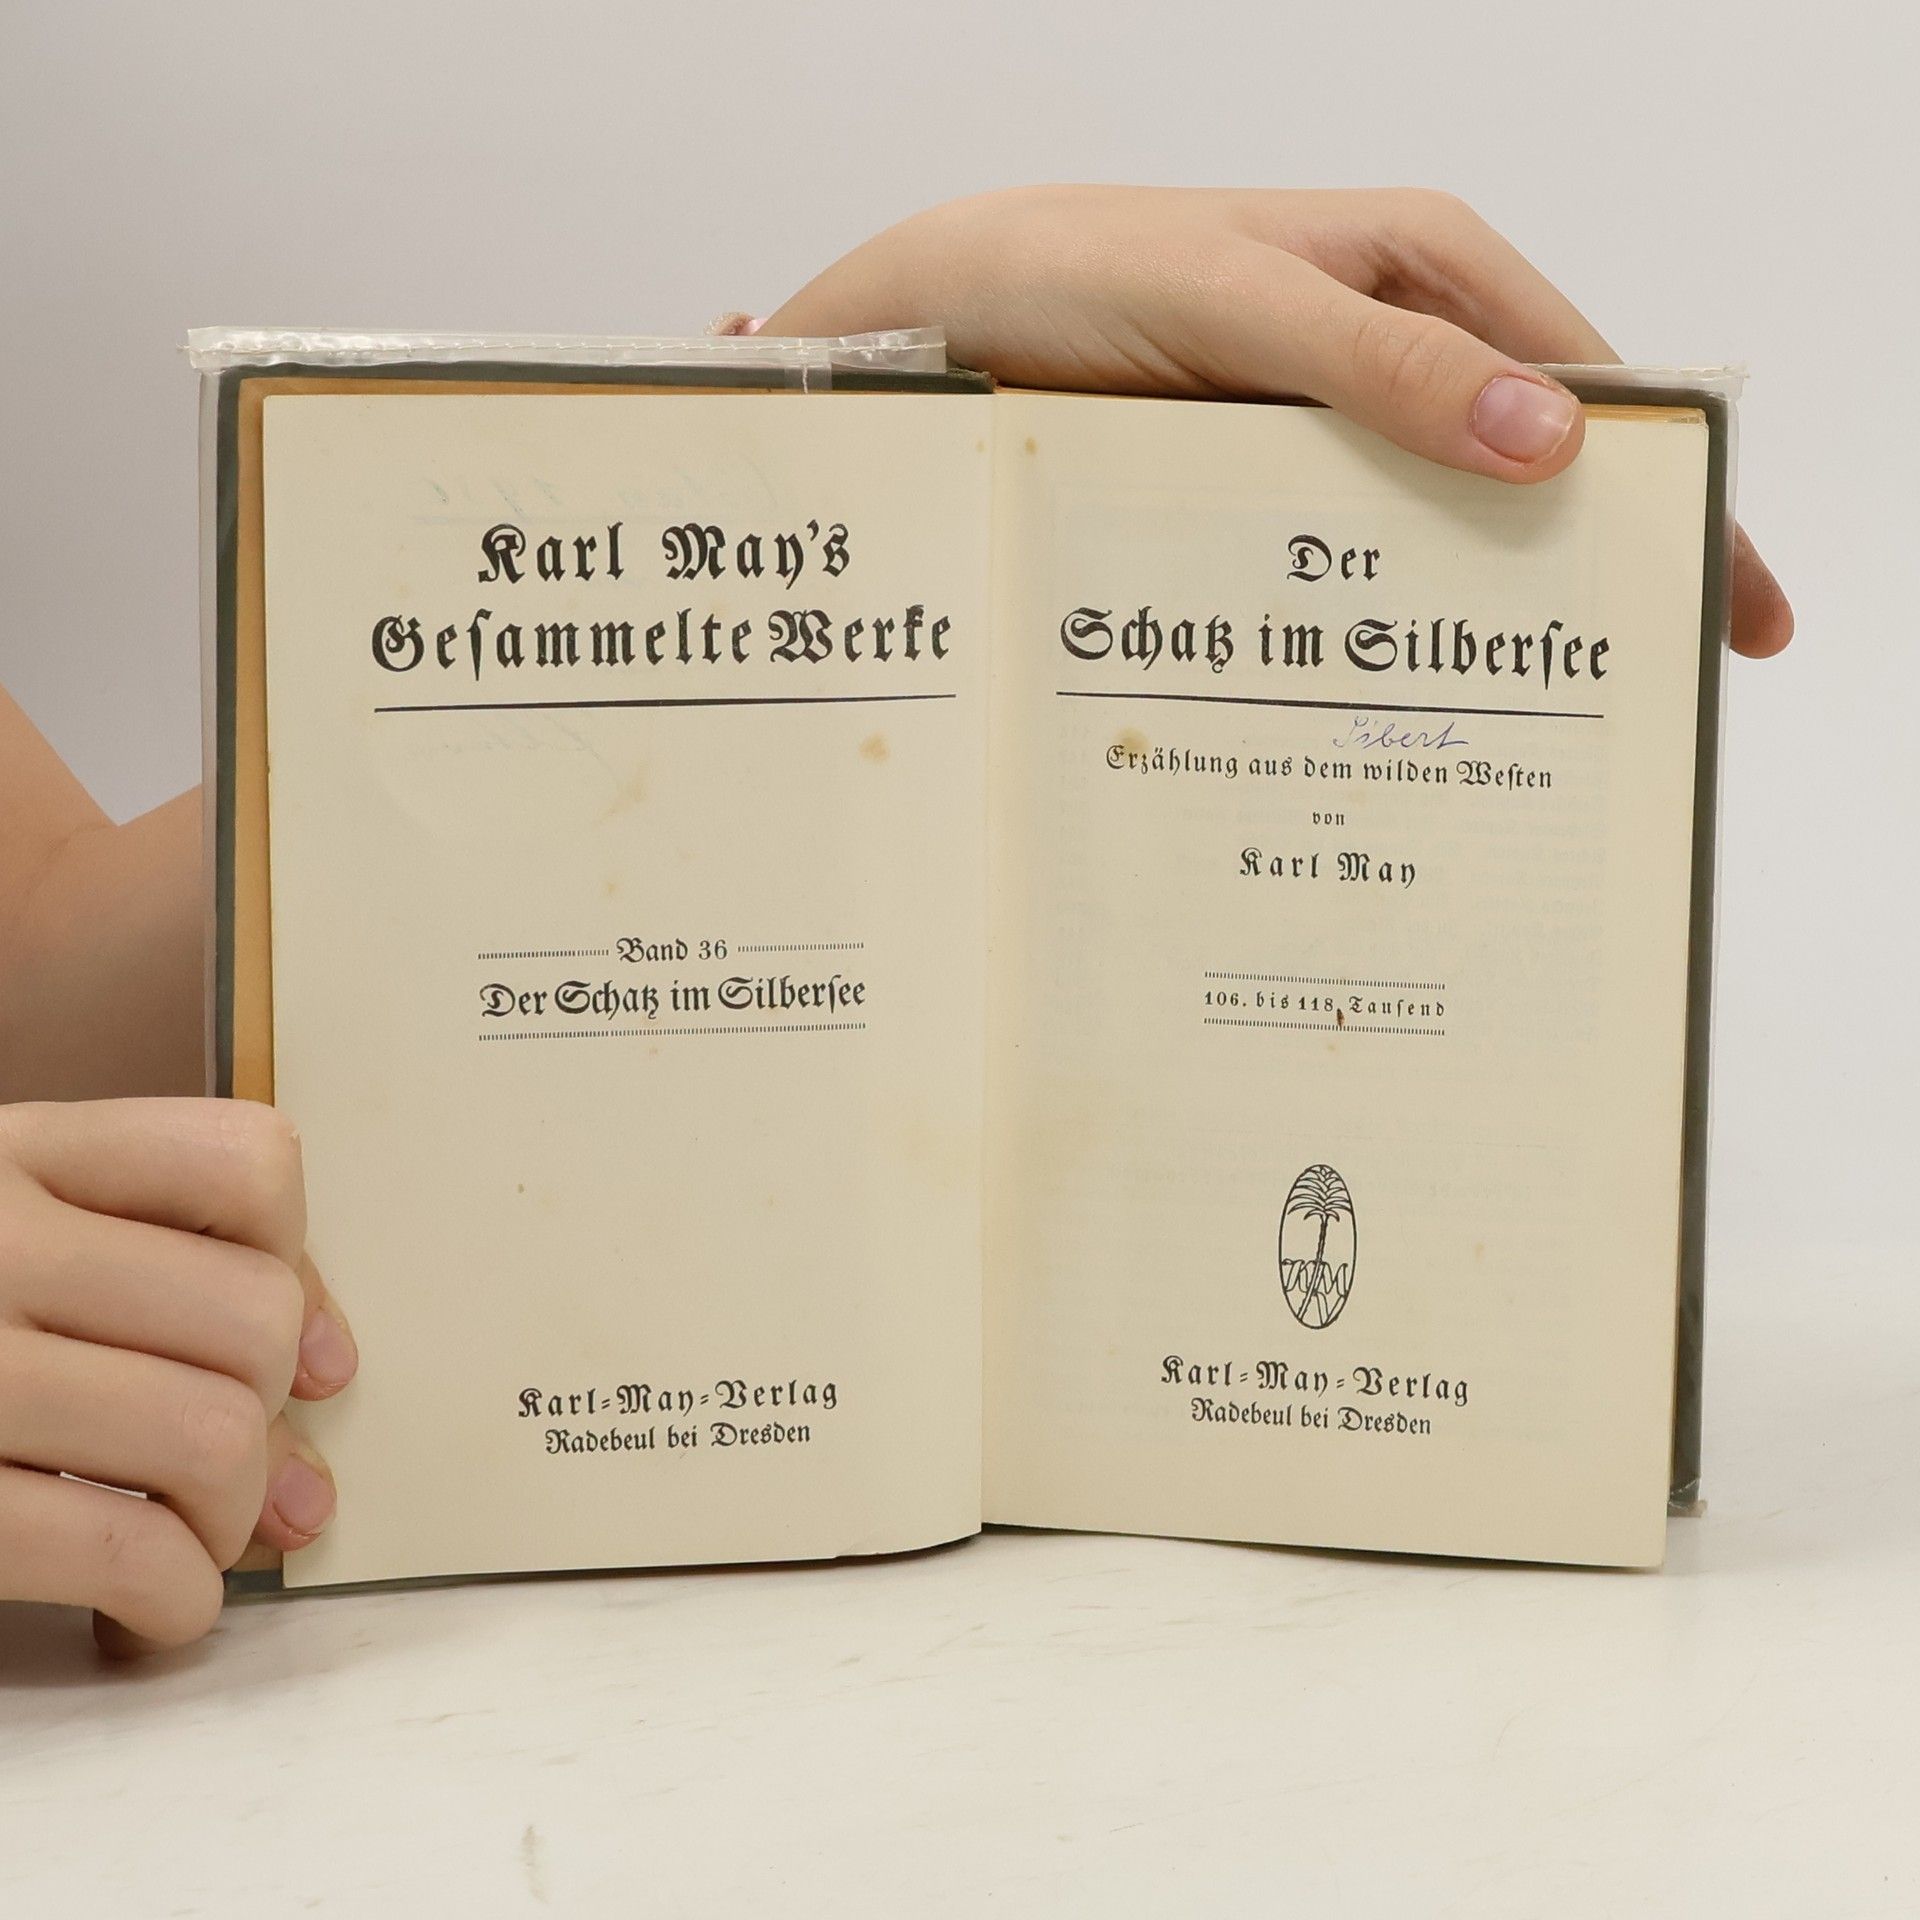 Karl May's
Gesammelte Werke
Band 36
Der Schatz im Silbersee
Karl-May-Verlag
Radebeul bei Dresden
Der
Schatz im Silbersee
Sibert
Erzählung aus dem wilden Westen
von
Karl May
106. bis 118. Tausend
Karl-May-Verlag
Radebeul bei Dresden